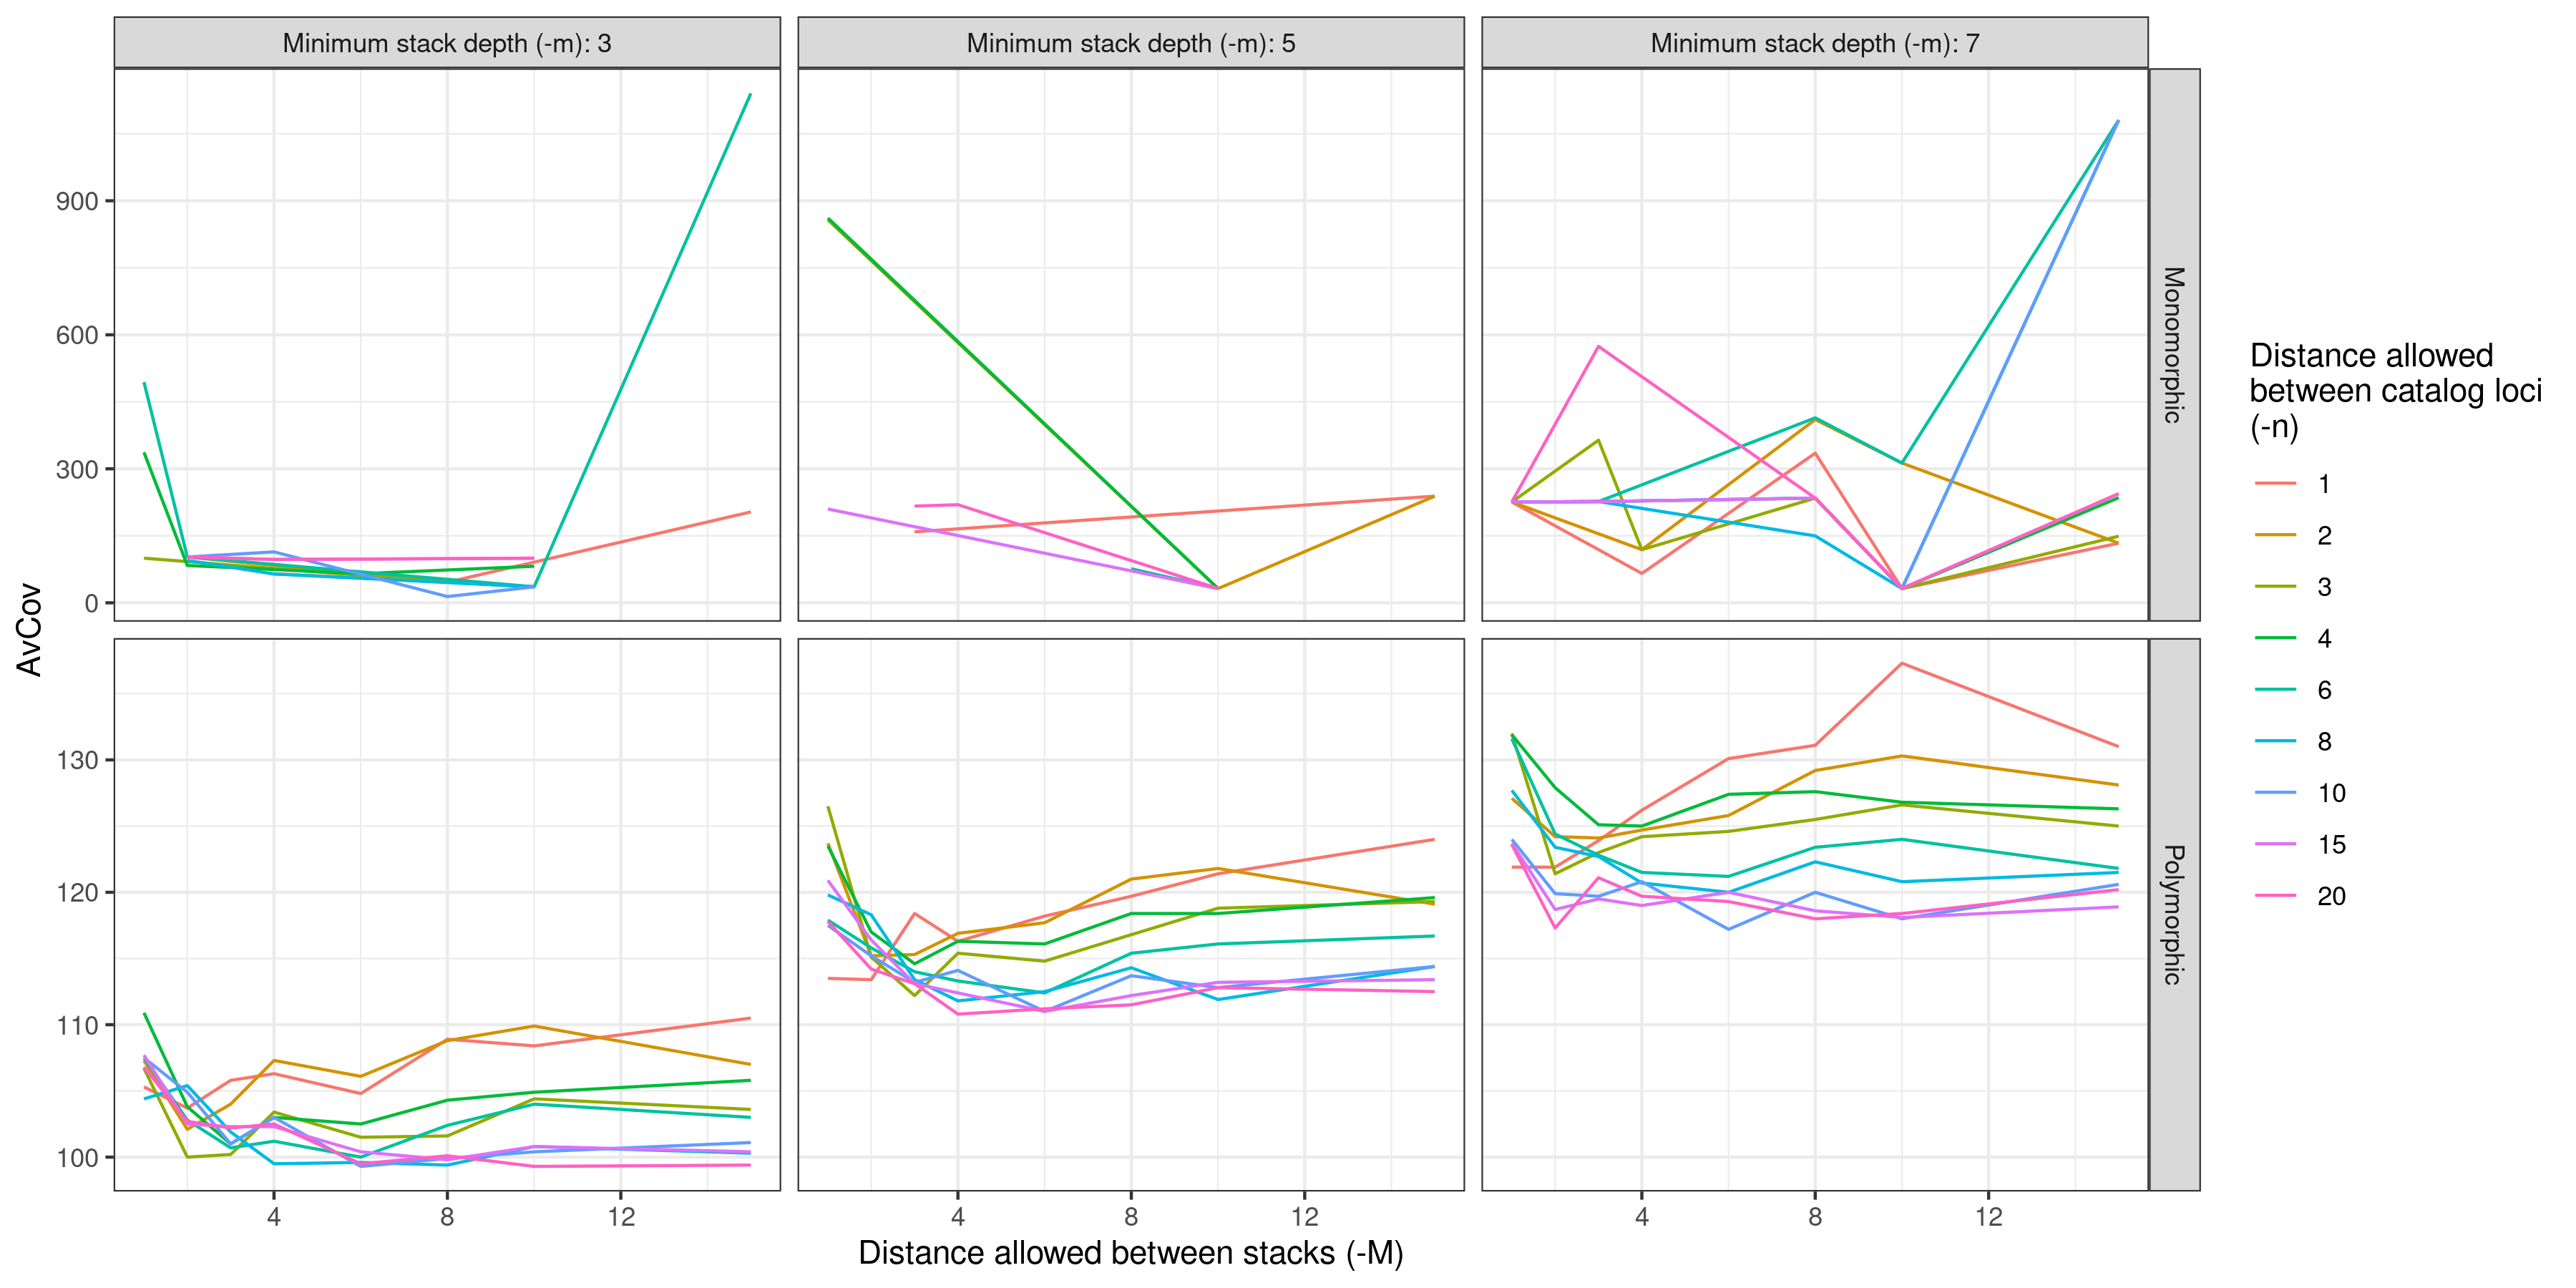 Minimum stack depth (-m): 3
Minimum stack depth (-m): 5
Minimum stack depth (-m): 7
900
600
300
0
Monomorphic
AvCov
130
120
110
100
Polymorphic
4 8 12
4 8 12
4 8 12
Distance allowed between stacks (-M)
Distance allowed
between catalog loci
(-n)
1
2
3
4
6
8
10
15
20